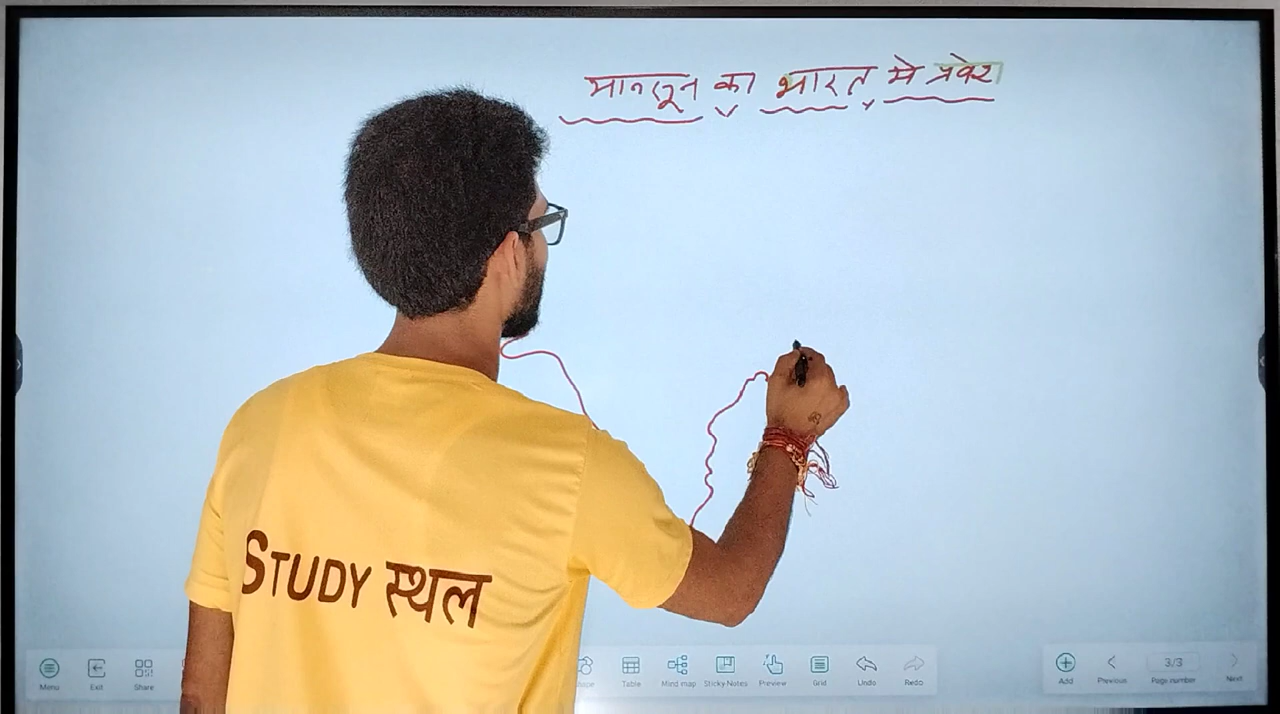 मानसून का भारत मे प्रवेश
STUDY स्थल
Menu Exit Share Table Mind map Sticky Notes Preview Grid Undo Redo Add Previous 3/3 Page number Next